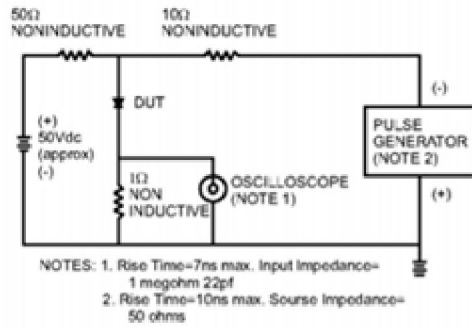 50Ω
NONINDUCTIVE
10Ω
NONINDUCTIVE
(+)
50Vdc
(approx)
(-)
DUT
1Ω
NON
INDUCTIVE
OSCILLOSCOPE
(NOTE 1)
(-)
PULSE
GENERATOR
(NOTE 2)
(+)
NOTES: 1. Rise Time=7ns max. Input Impedance=
1 megohm 22pf
2. Rise Time=10ns max. Sourse Impedance=
50 ohms